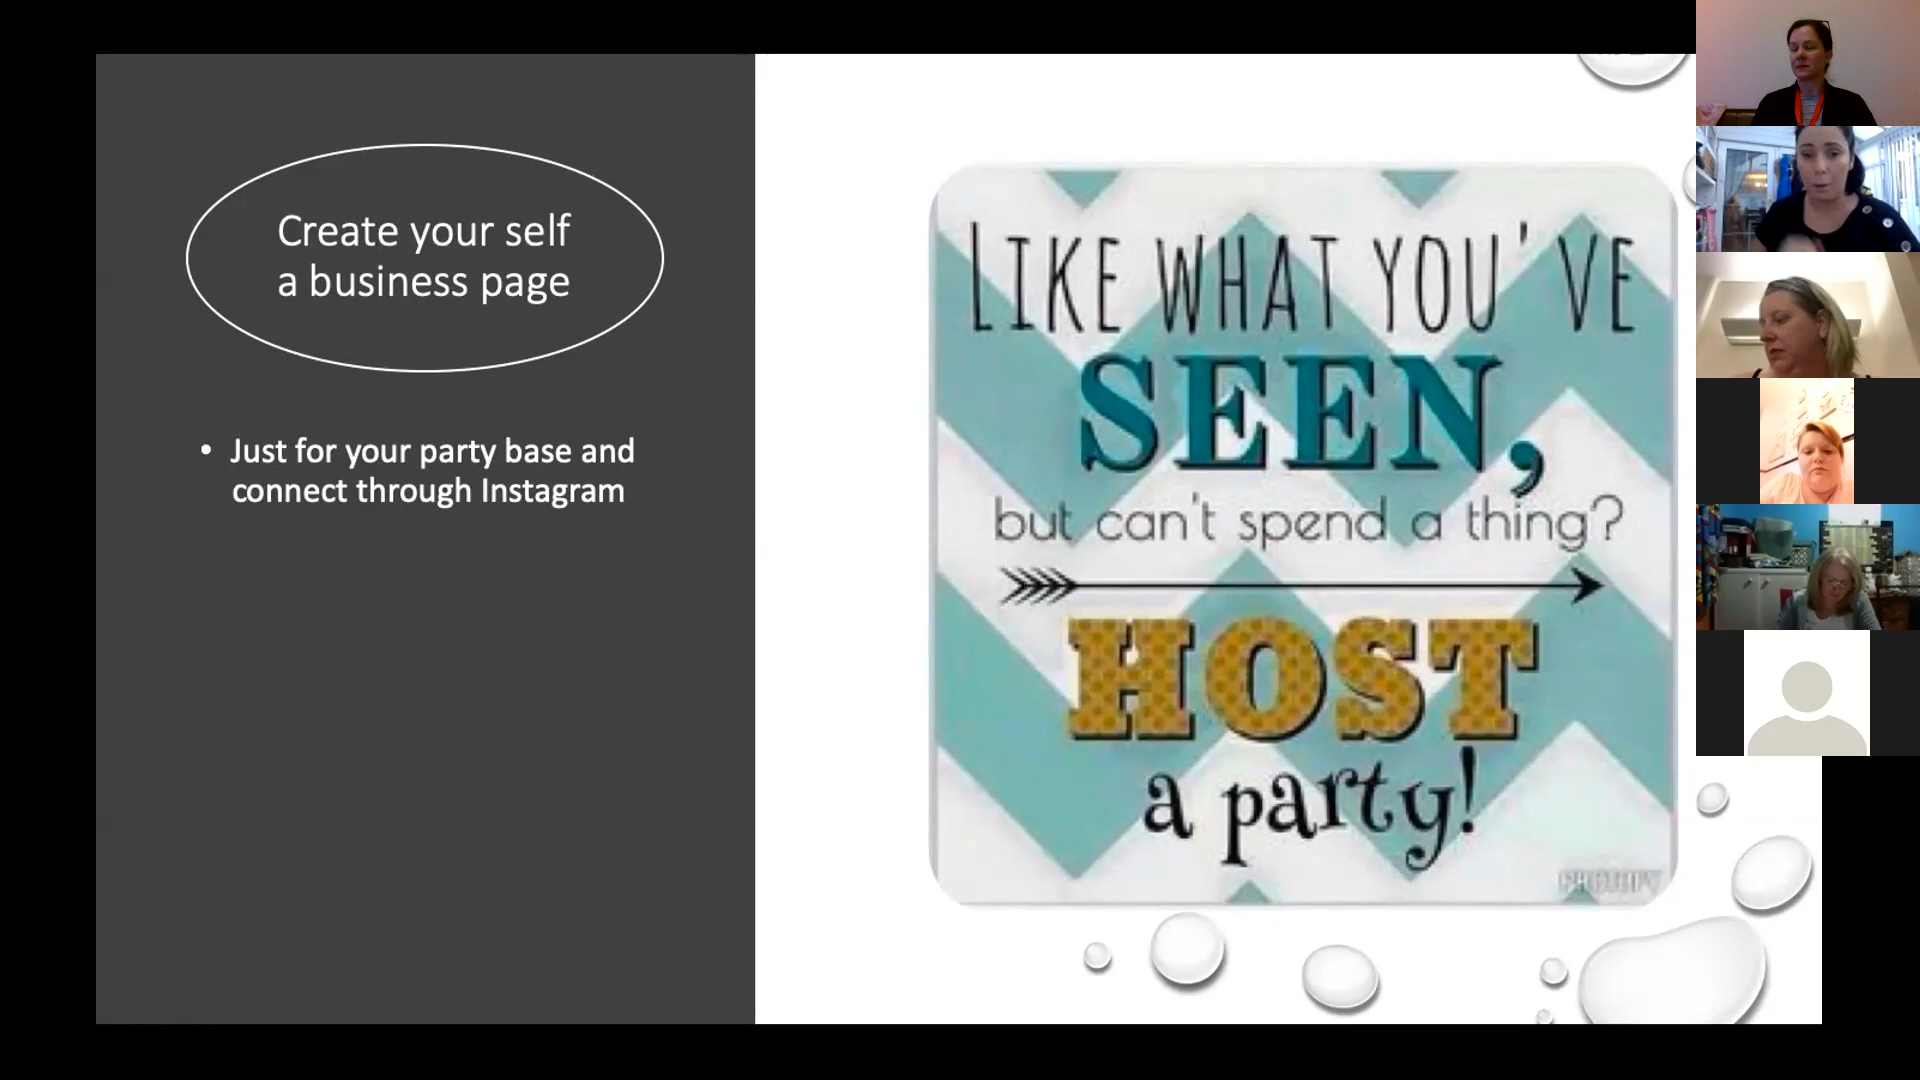 Create your self
a business page
• Just for your party base and
connect through Instagram
LIKE WHAT YOU'VE
SEEN,
but can't spend a thing?
HOST
a party!